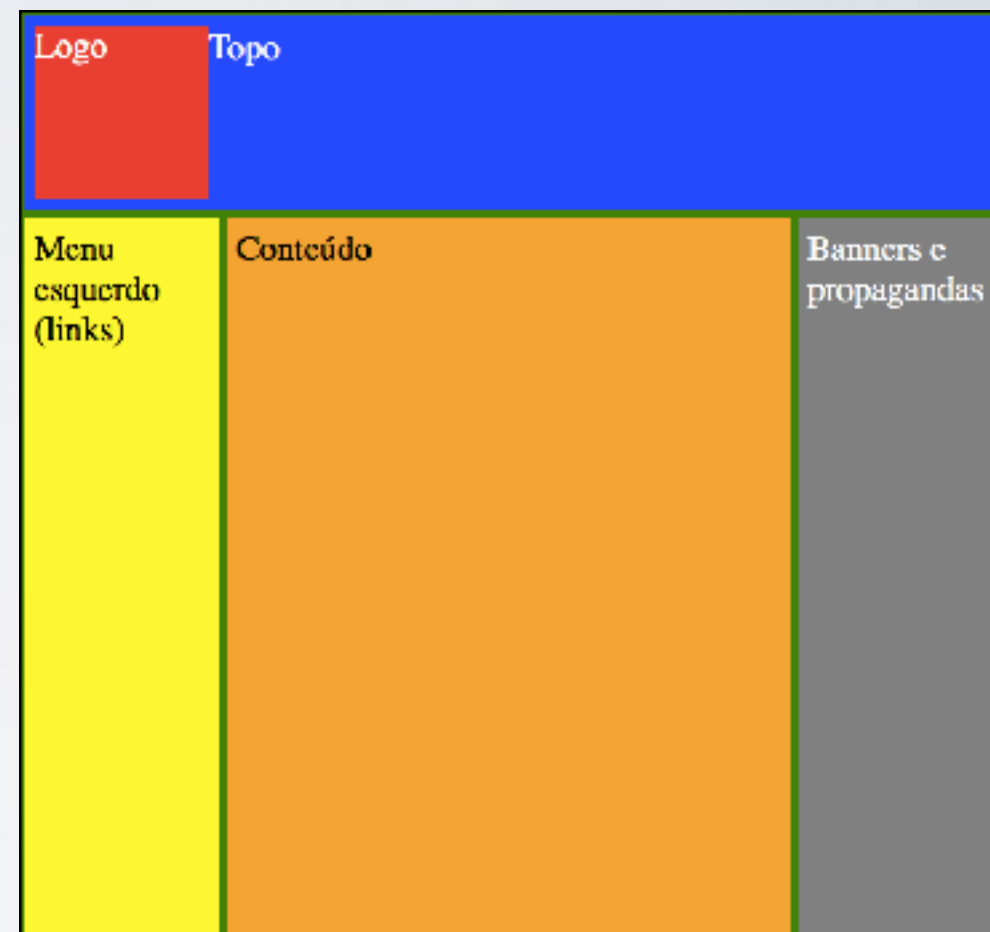 Logo
Topo
Menu
esquerdo
(links)
Conteúdo
Banners e
propagandas